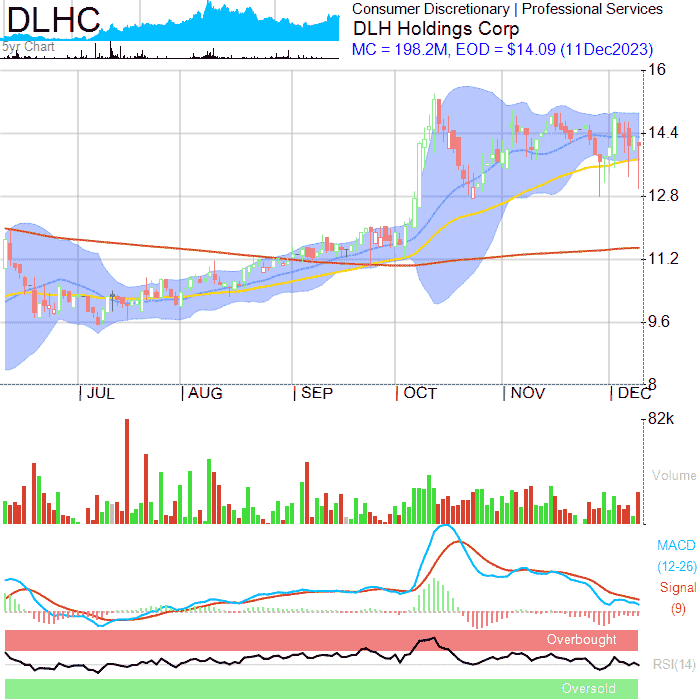 DLHC
5yr Chart
Consumer Discretionary | Professional Services
DLH Holdings Corp
MC = 198.2M, EOD = $14.09 (11Dec2023)
16
14.4
12.8
11.2
9.6
8
JUL
AUG
SEP
OCT
NOV
DEC
82k
Volume
MACD
(12-26)
Signal
(9)
Overbought
RSI(14)
Oversold